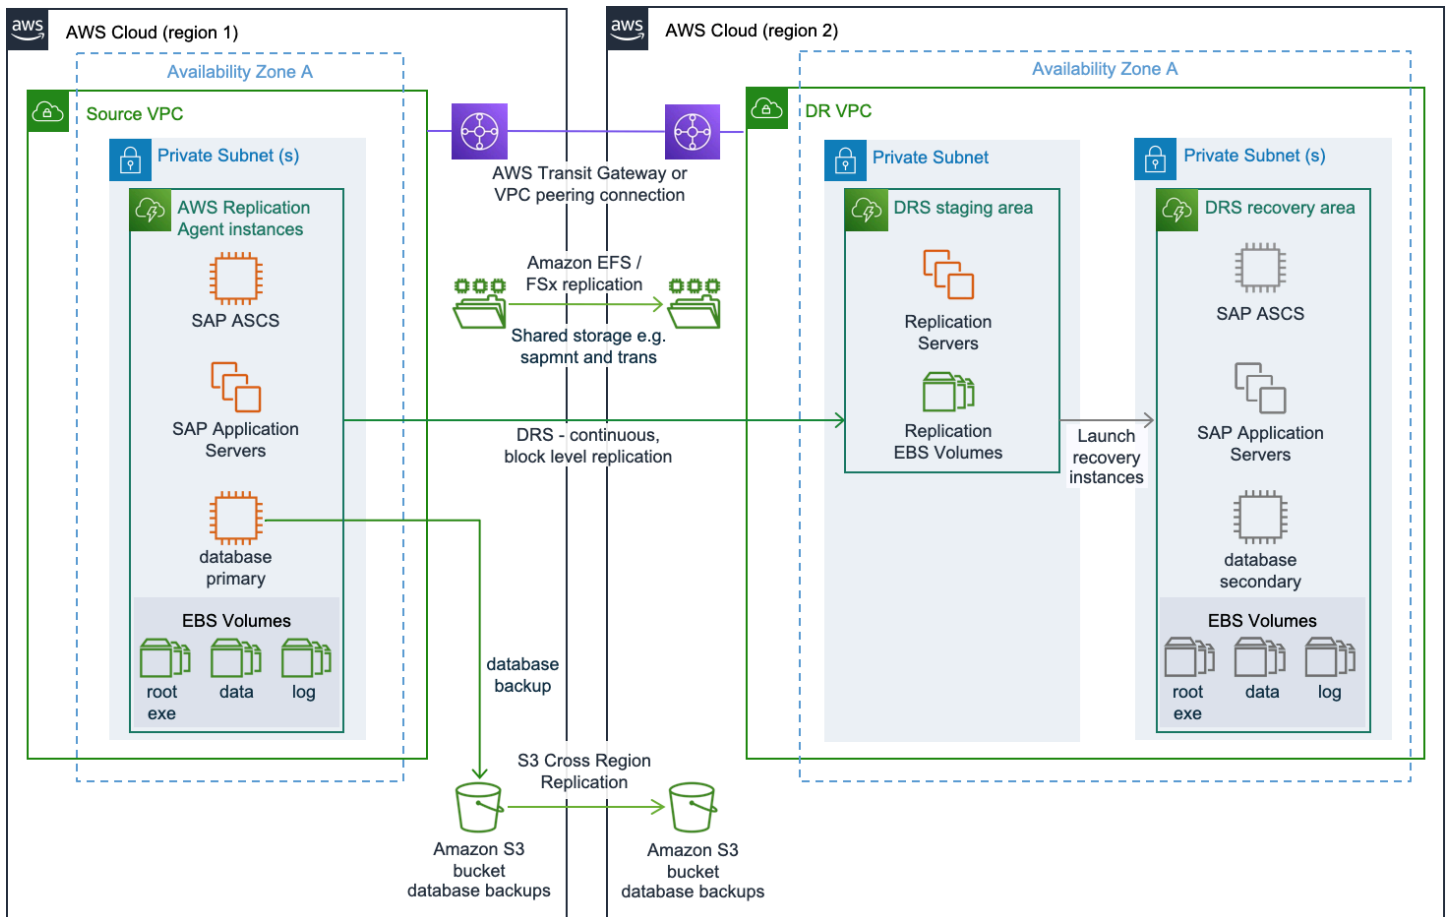 aws
AWS Cloud (region 1)
Availability Zone A
Source VPC
Private Subnet (s)
AWS Replication
Agent instances
SAP ASCS
SAP Application
Servers
database
primary
EBS Volumes
root
exe
data
log
AWS Transit Gateway or
VPC peering connection
Amazon EFS /
FSx replication
Shared storage e.g.
sapmnt and trans
DRS - continuous,
block level replication
database
backup
S3 Cross Region
Replication
Amazon S3
bucket
database backups
Amazon S3
bucket
database backups
aws
AWS Cloud (region 2)
Availability Zone A
DR VPC
Private Subnet
DRS staging area
Replication
Servers
Replication
EBS Volumes
Launch
recovery
instances
Private Subnet (s)
DRS recovery area
SAP ASCS
SAP Application
Servers
database
secondary
EBS Volumes
root
exe
data
log